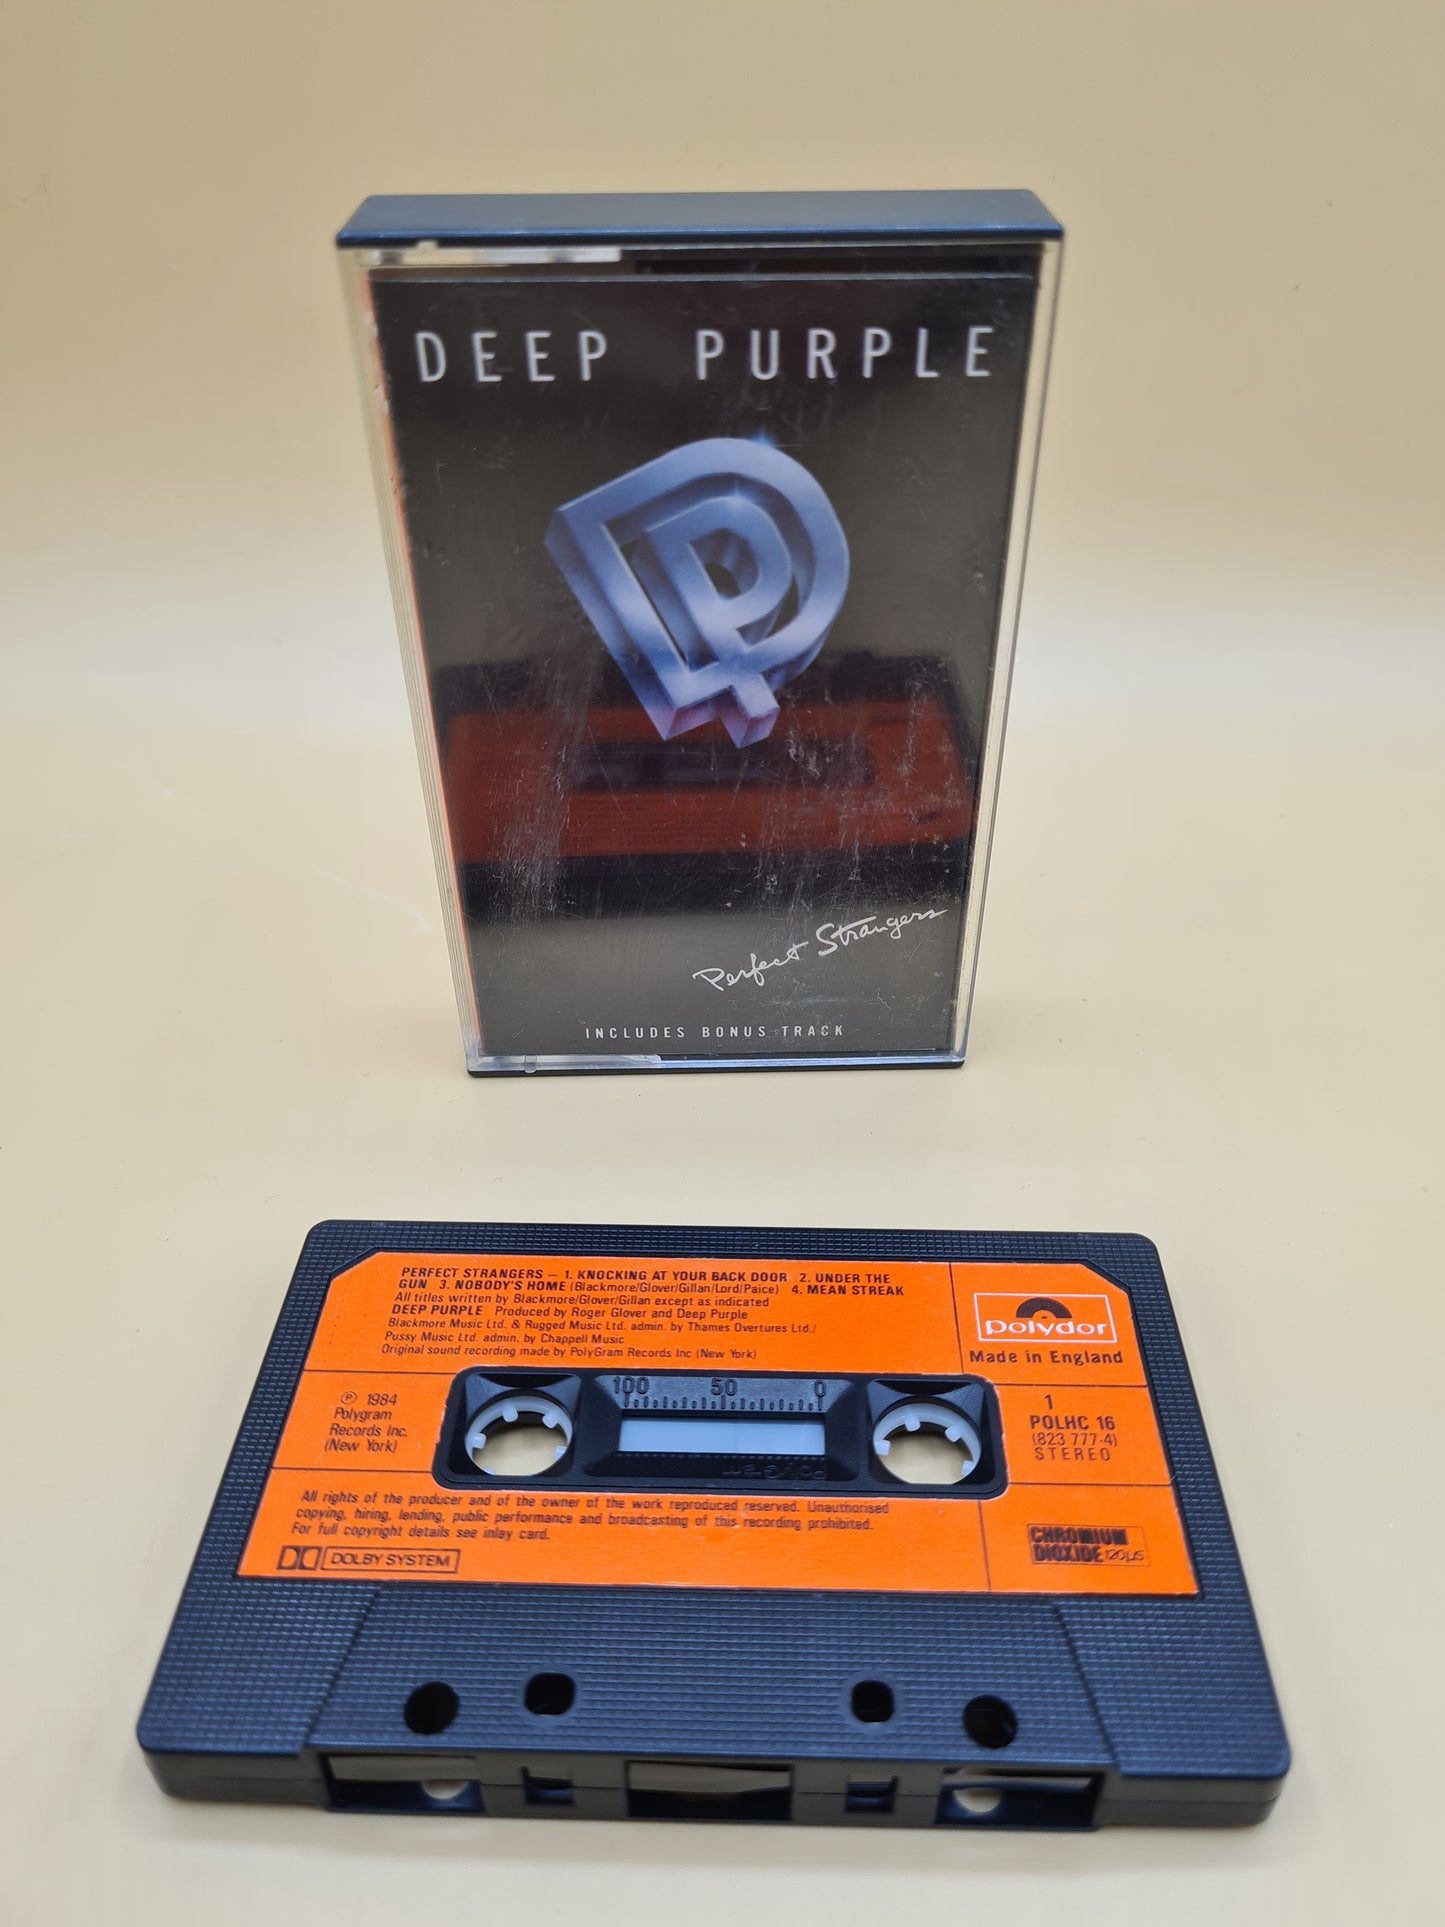 DEEP PURPLE
DP
Perfect Strangers
INCLUDES BONUS TRACK
PERFECT STRANGERS — 1. KNOCKING AT YOUR BACK DOOR 2. UNDER THE
GUN 3. NOBODY'S HOME (Blackmore/Glover/Gillan/Lord/Paice) 4. MEAN STREAK
All titles written by Blackmore/Glover/Gillan except as indicated
DEEP PURPLE Produced by Roger Glover and Deep Purple
Blackmore Music Ltd. & Rugged Music Ltd. admin. by Thames Overtures Ltd./
Pussy Music Ltd. admin. by Chappell Music
Original sound recording made by PolyGram Records Inc (New York)
polydor
Made in England
℗ 1984
Polygram
Records Inc.
(New York)
100 50 0
PolyGram
1
POLHC 16
(823 777-4)
STEREO
All rights of the producer and of the owner of the work reproduced reserved. Unauthorised
copying, hiring, lending, public performance and broadcasting of this recording prohibited.
For full copyright details see inlay card.
DOLBY SYSTEM
CHROMIUM
DIOXIDE 120µS